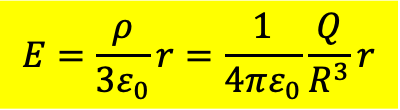 E = ρ/(3ε₀) r = 1/(4πε₀) Q/R³ r